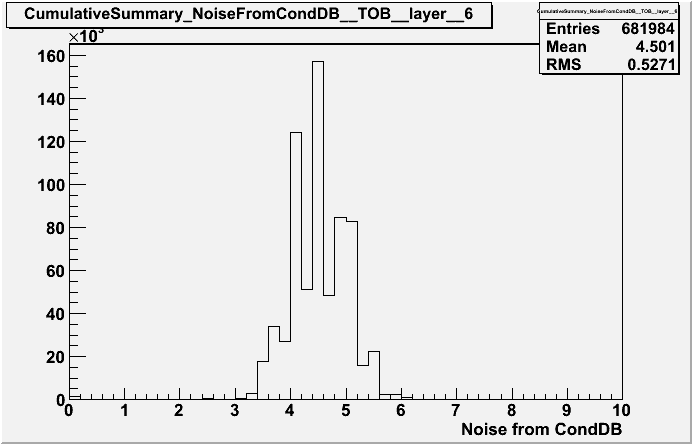 CumulativeSummary_NoiseFromCondDB__TOB__layer__6
CumulativeSummary_NoiseFromCondDB__TOB__layer__6
Entries 681984
Mean 4.501
RMS 0.5271
×10³
160
140
120
100
80
60
40
20
0
0 1 2 3 4 5 6 7 8 9 10
Noise from CondDB